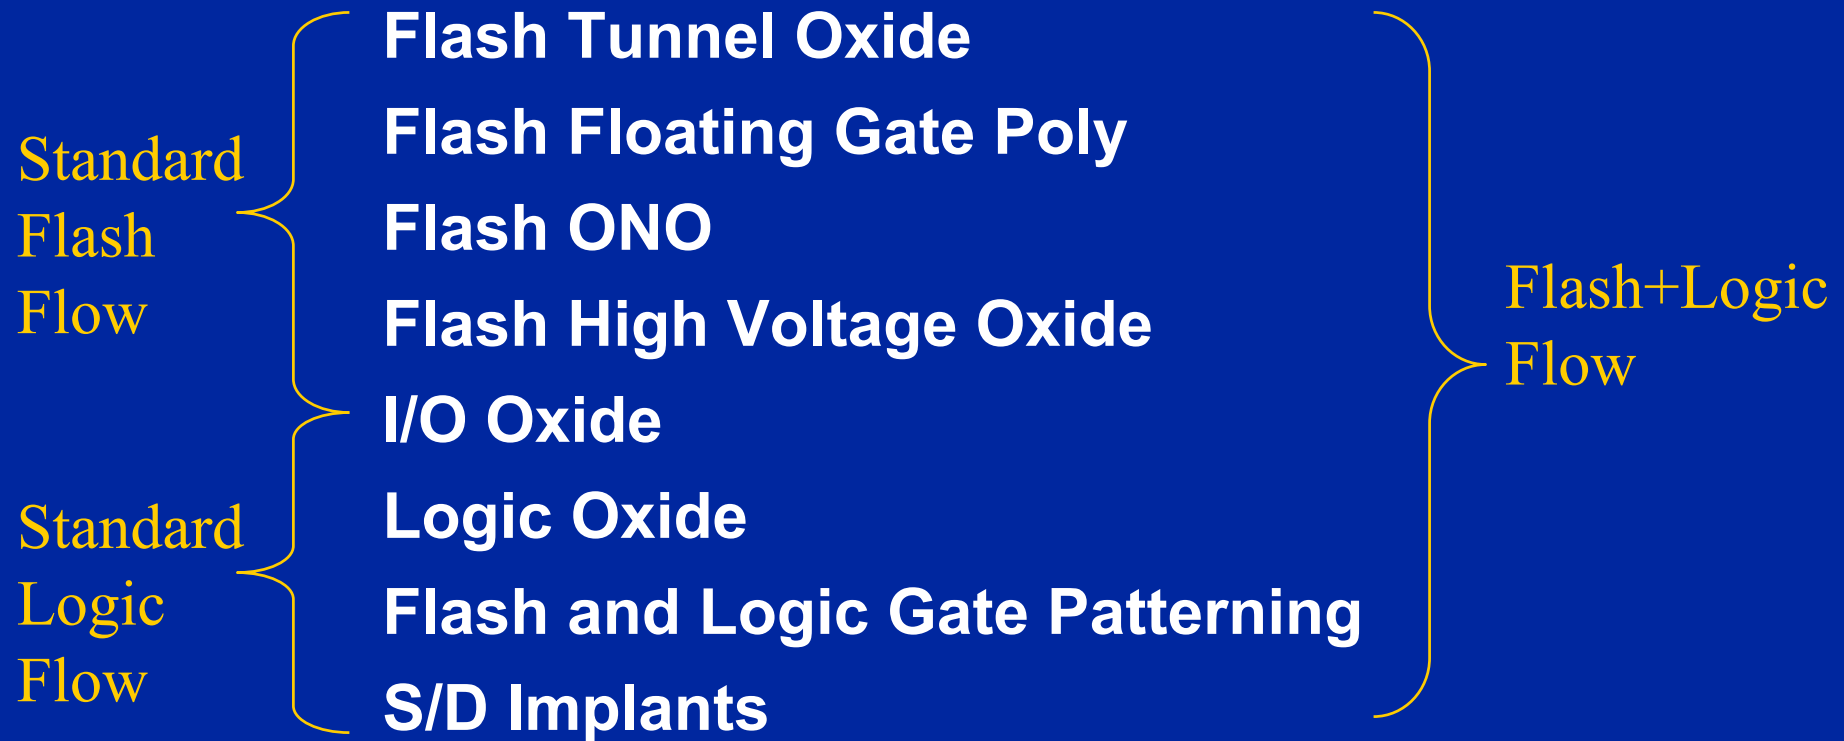 Standard
Flash
Flow
Standard
Logic
Flow
Flash Tunnel Oxide
Flash Floating Gate Poly
Flash ONO
Flash High Voltage Oxide
I/O Oxide
Logic Oxide
Flash and Logic Gate Patterning
S/D Implants
Flash+Logic
Flow